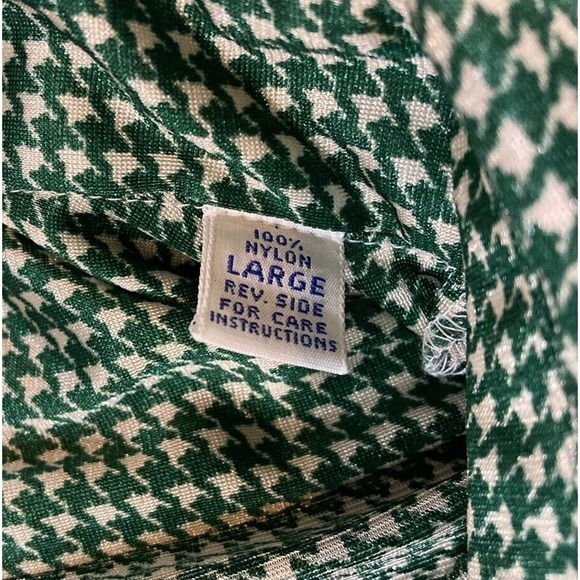 100%
NYLON
LARGE
REV. SIDE
FOR CARE
INSTRUCTIONS